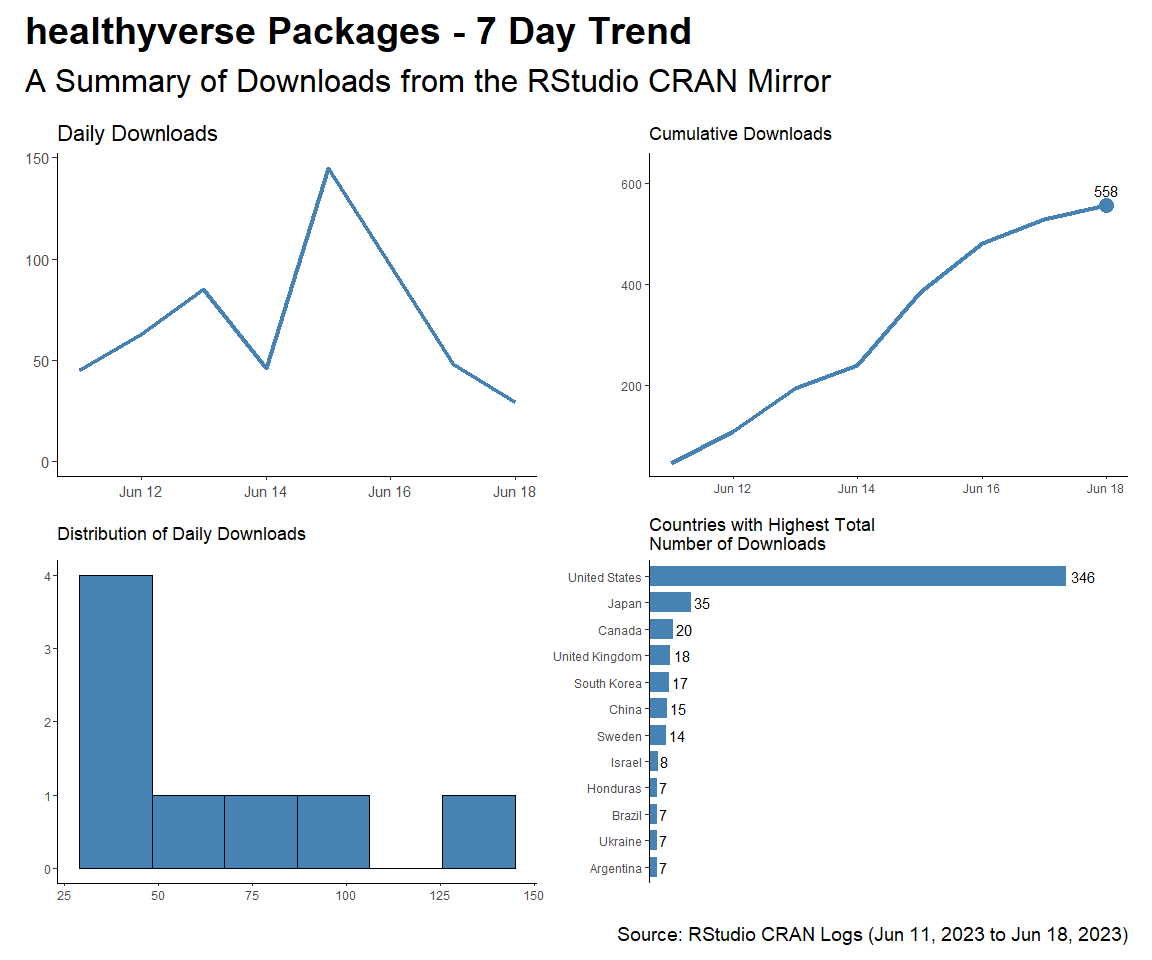 healthyverse Packages - 7 Day Trend
A Summary of Downloads from the RStudio CRAN Mirror
Daily Downloads
150
100
50
0
Jun 12 Jun 14 Jun 16 Jun 18
Cumulative Downloads
600
400
200
558
Jun 12 Jun 14 Jun 16 Jun 18
Distribution of Daily Downloads
4
3
2
1
0
25 50 75 100 125 150
Countries with Highest Total
Number of Downloads
United States 346
Japan 35
Canada 20
United Kingdom 18
South Korea 17
China 15
Sweden 14
Israel 8
Honduras 7
Brazil 7
Ukraine 7
Argentina 7
Source: RStudio CRAN Logs (Jun 11, 2023 to Jun 18, 2023)